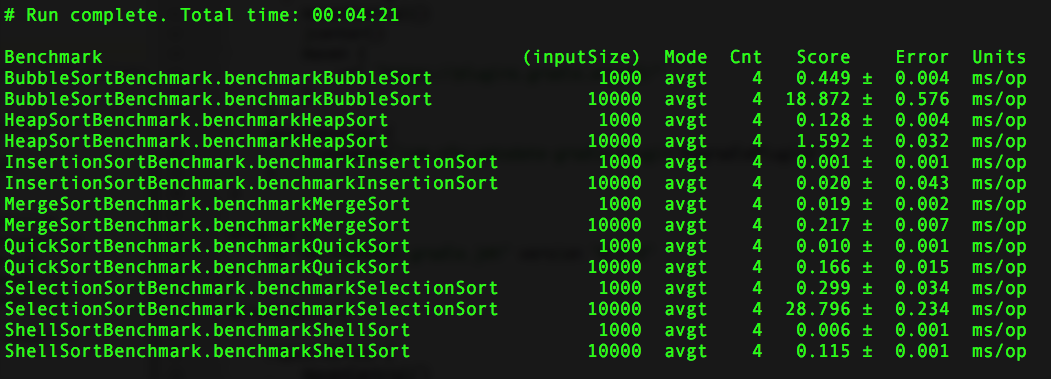 # Run complete. Total time: 00:04:21
Benchmark (inputSize) Mode Cnt Score Error Units
BubbleSortBenchmark.benchmarkBubbleSort 1000 avgt 4 0.449 ± 0.004 ms/op
BubbleSortBenchmark.benchmarkBubbleSort 10000 avgt 4 18.872 ± 0.576 ms/op
HeapSortBenchmark.benchmarkHeapSort 1000 avgt 4 0.128 ± 0.004 ms/op
HeapSortBenchmark.benchmarkHeapSort 10000 avgt 4 1.592 ± 0.032 ms/op
InsertionSortBenchmark.benchmarkInsertionSort 1000 avgt 4 0.001 ± 0.001 ms/op
InsertionSortBenchmark.benchmarkInsertionSort 10000 avgt 4 0.020 ± 0.043 ms/op
MergeSortBenchmark.benchmarkMergeSort 1000 avgt 4 0.019 ± 0.002 ms/op
MergeSortBenchmark.benchmarkMergeSort 10000 avgt 4 0.217 ± 0.007 ms/op
QuickSortBenchmark.benchmarkQuickSort 1000 avgt 4 0.010 ± 0.001 ms/op
QuickSortBenchmark.benchmarkQuickSort 10000 avgt 4 0.166 ± 0.015 ms/op
SelectionSortBenchmark.benchmarkSelectionSort 1000 avgt 4 0.299 ± 0.034 ms/op
SelectionSortBenchmark.benchmarkSelectionSort 10000 avgt 4 28.796 ± 0.234 ms/op
ShellSortBenchmark.benchmarkShellSort 1000 avgt 4 0.006 ± 0.001 ms/op
ShellSortBenchmark.benchmarkShellSort 10000 avgt 4 0.115 ± 0.001 ms/op